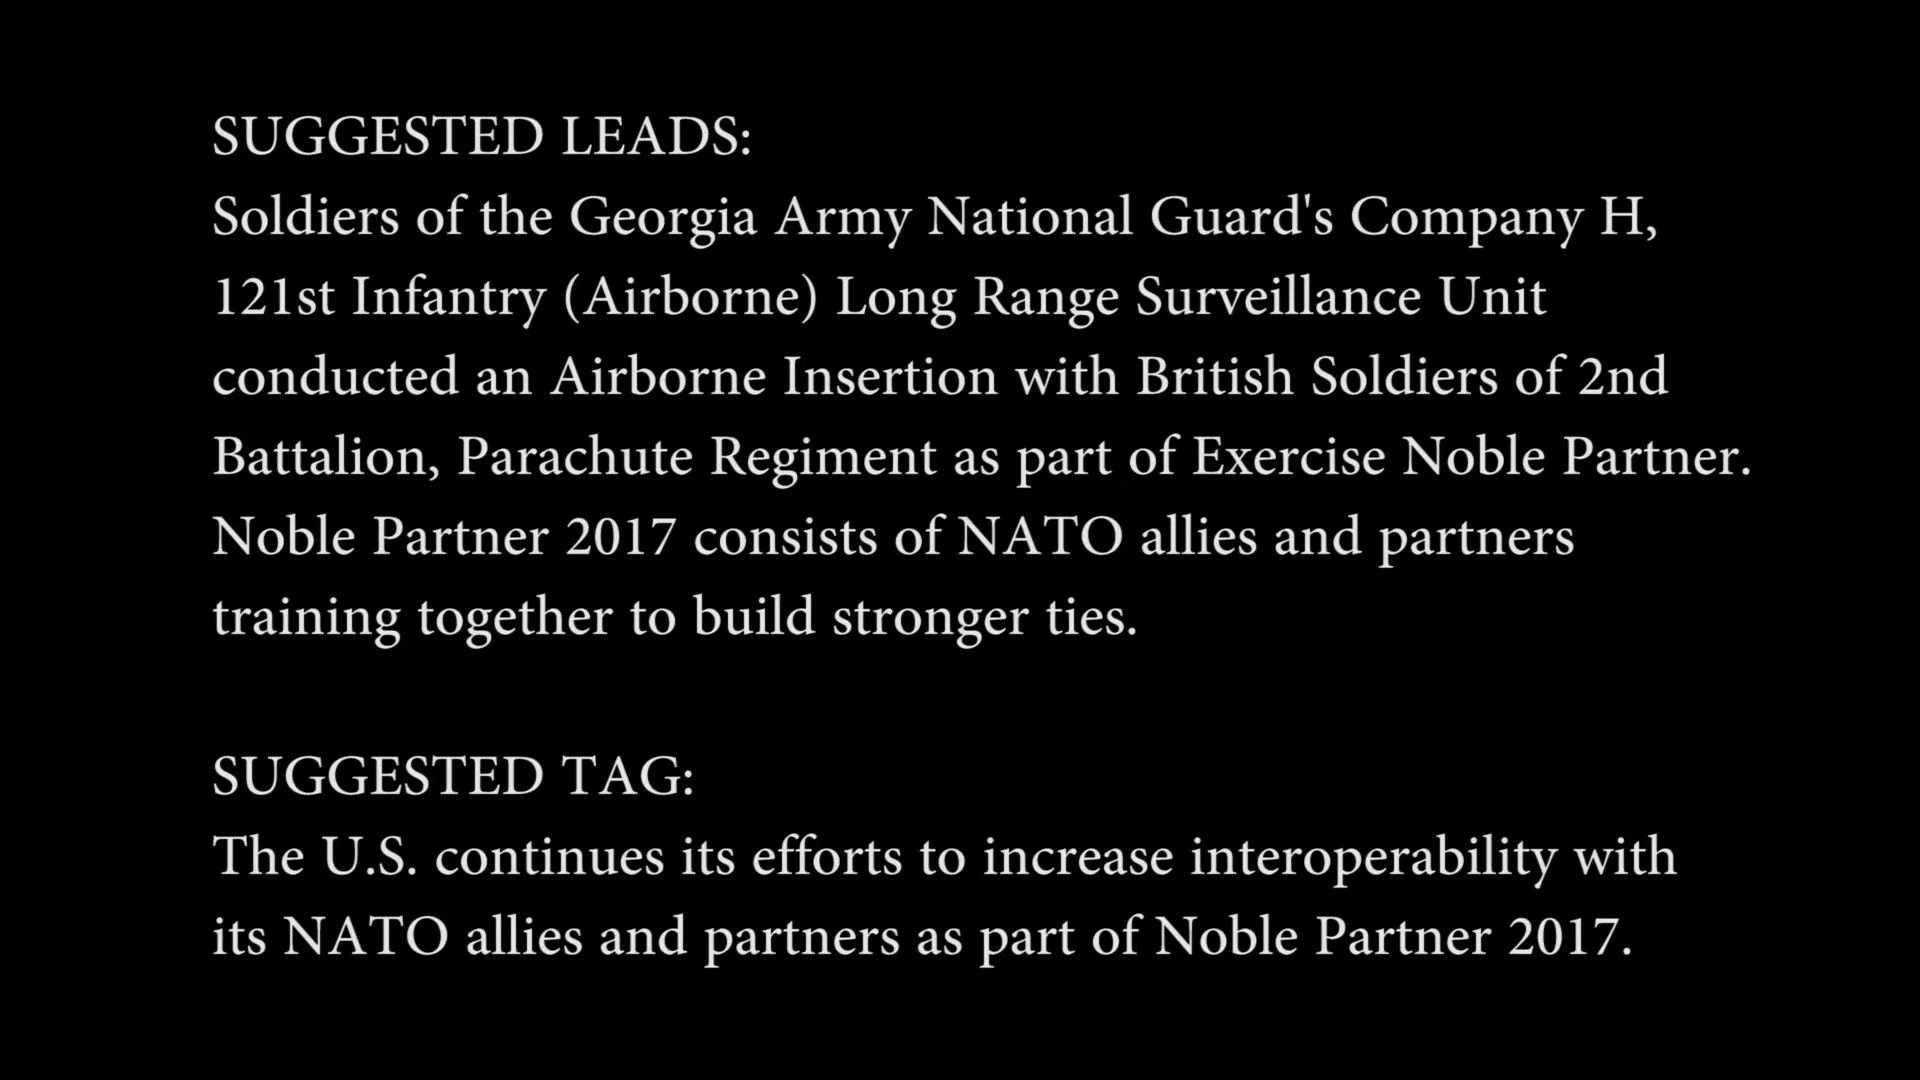 SUGGESTED LEADS:
Soldiers of the Georgia Army National Guard's Company H,
121st Infantry (Airborne) Long Range Surveillance Unit
conducted an Airborne Insertion with British Soldiers of 2nd
Battalion, Parachute Regiment as part of Exercise Noble Partner.
Noble Partner 2017 consists of NATO allies and partners
training together to build stronger ties.
SUGGESTED TAG:
The U.S. continues its efforts to increase interoperability with
its NATO allies and partners as part of Noble Partner 2017.